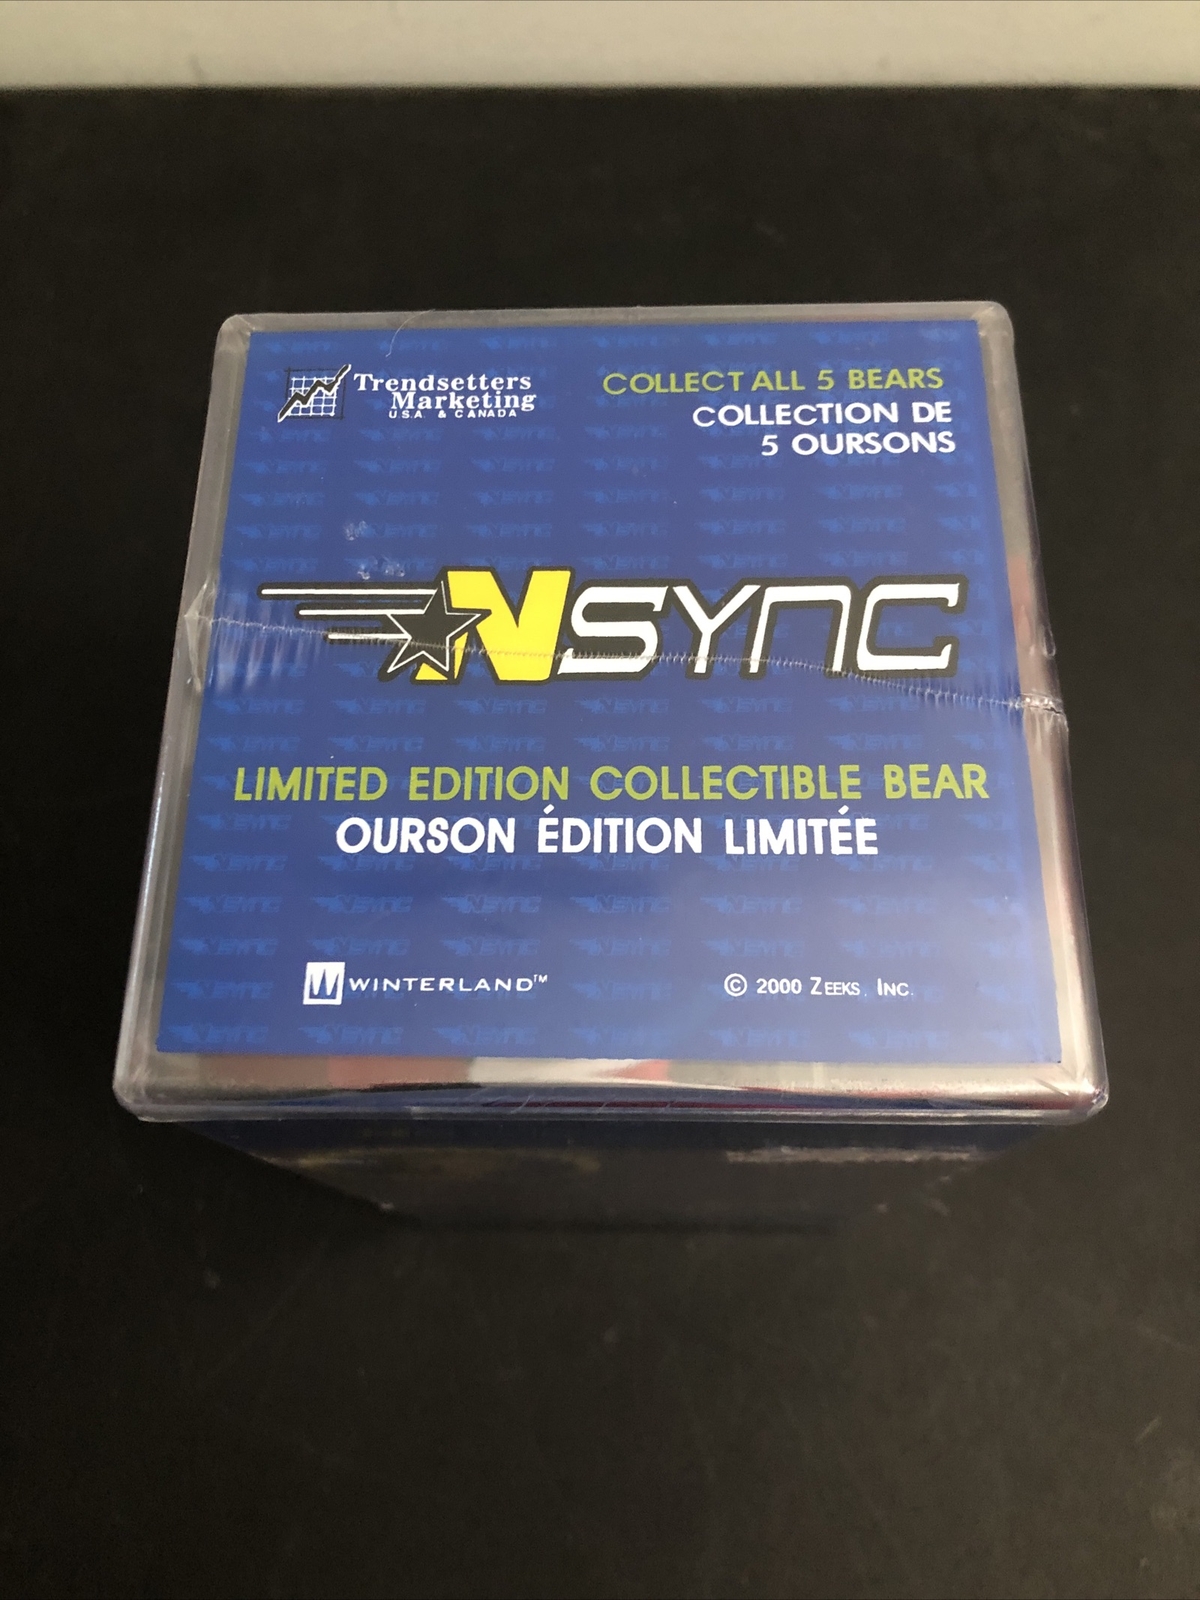 Trendsetters
Marketing
U.S.A. & CANADA
COLLECT ALL 5 BEARS
COLLECTION DE
5 OURSONS
NSYNC
LIMITED EDITION COLLECTIBLE BEAR
OURSON ÉDITION LIMITÉE
WINTERLAND™
© 2000 ZEEKS, INC.